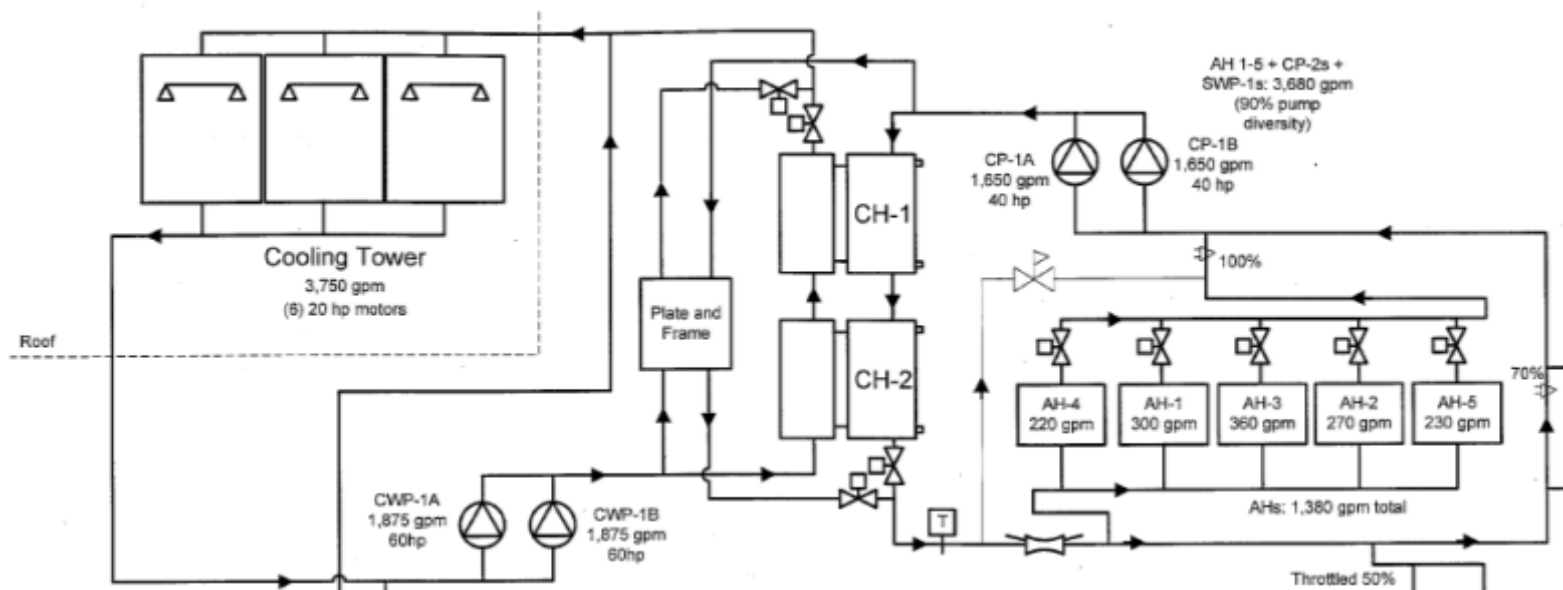 AH 1-5 + CP-2s +
SWP-1s: 3,680 gpm
(90% pump
diversity)
CP-1A
1,650 gpm
40 hp
CP-1B
1,650 gpm
40 hp
CH-1
100%
Cooling Tower
3,750 gpm
(6) 20 hp motors
Roof
Plate and
Frame
CH-2
70%
AH-4
220 gpm
AH-1
300 gpm
AH-3
360 gpm
AH-2
270 gpm
AH-5
230 gpm
AHs: 1,380 gpm total
CWP-1A
1,875 gpm
60hp
CWP-1B
1,875 gpm
60hp
T
Throttled 50%